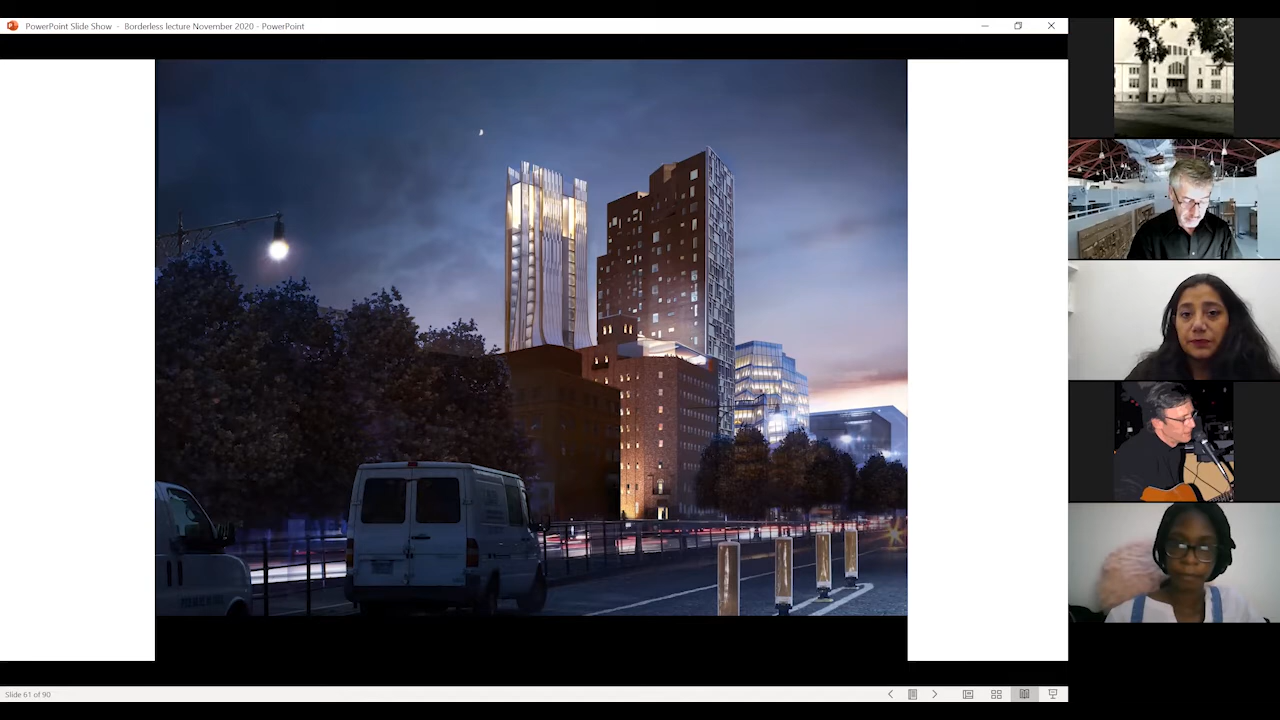 PowerPoint Slide Show - Borderless lecture November 2020 - PowerPoint
Slide 61 of 90